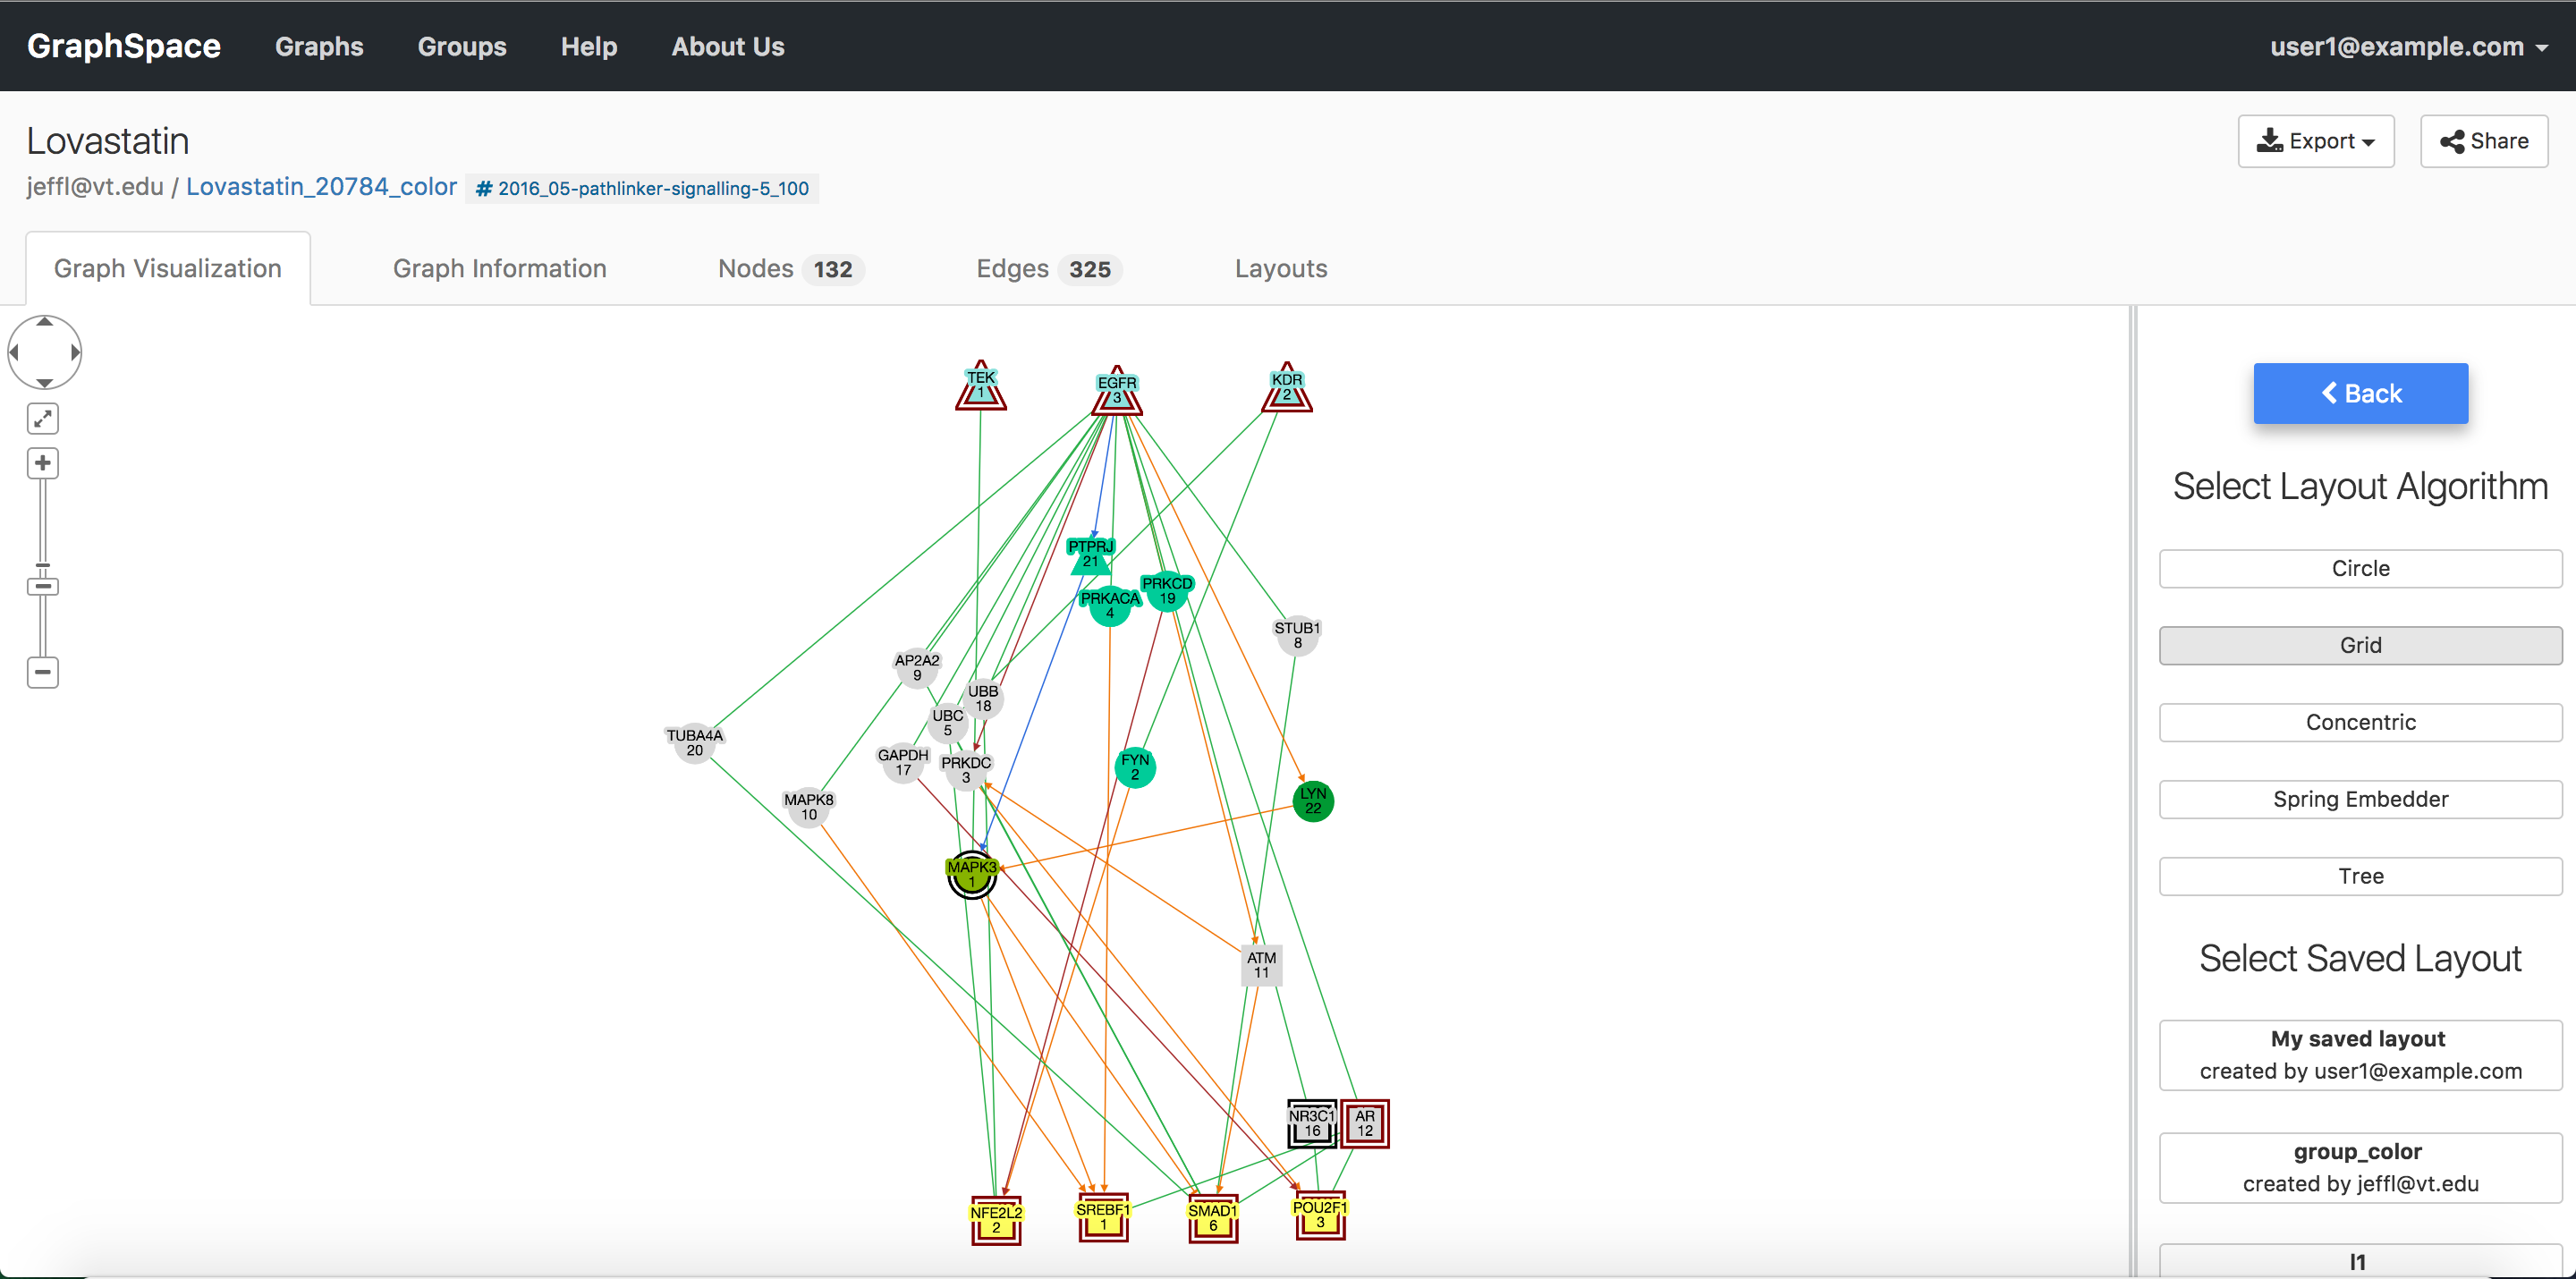 GraphSpace Graphs Groups Help About Us user1@example.com
Lovastatin
Export Share
jeffl@vt.edu / Lovastatin_20784_color # 2016_05-pathlinker-signalling-5_100
Graph Visualization Graph Information Nodes 132 Edges 325 Layouts
TEK
1
EGFR
3
KDR
2
PTPRJ
21
PRKCD
19
PRKACA
4
STUB1
8
AP2A2
9
UBB
18
UBC
5
TUBA4A
20
GAPDH
17
PRKDC
3
FYN
2
MAPK8
10
LYN
22
MAPK3
1
ATM
11
NR3C1
16
AR
12
NFE2L2
2
SREBF1
1
SMAD1
6
POU2F1
3
Back
Select Layout Algorithm
Circle
Grid
Concentric
Spring Embedder
Tree
Select Saved Layout
My saved layout
created by user1@example.com
group_color
created by jeffl@vt.edu
l1